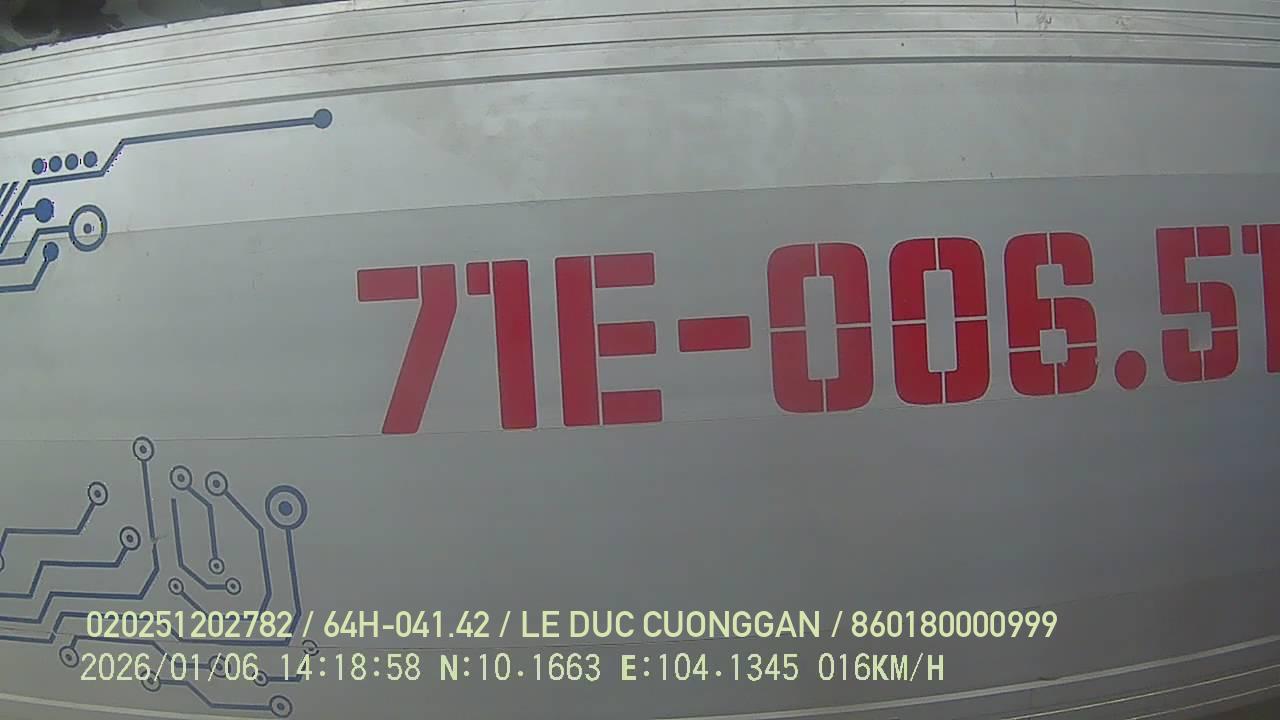 71E-006.5
020251202782 / 64H-041.42 / LE DUC CUONGGAN / 860180000999
2026/01/06 14:18:58 N:10.1663 E:104.1345 016KM/H